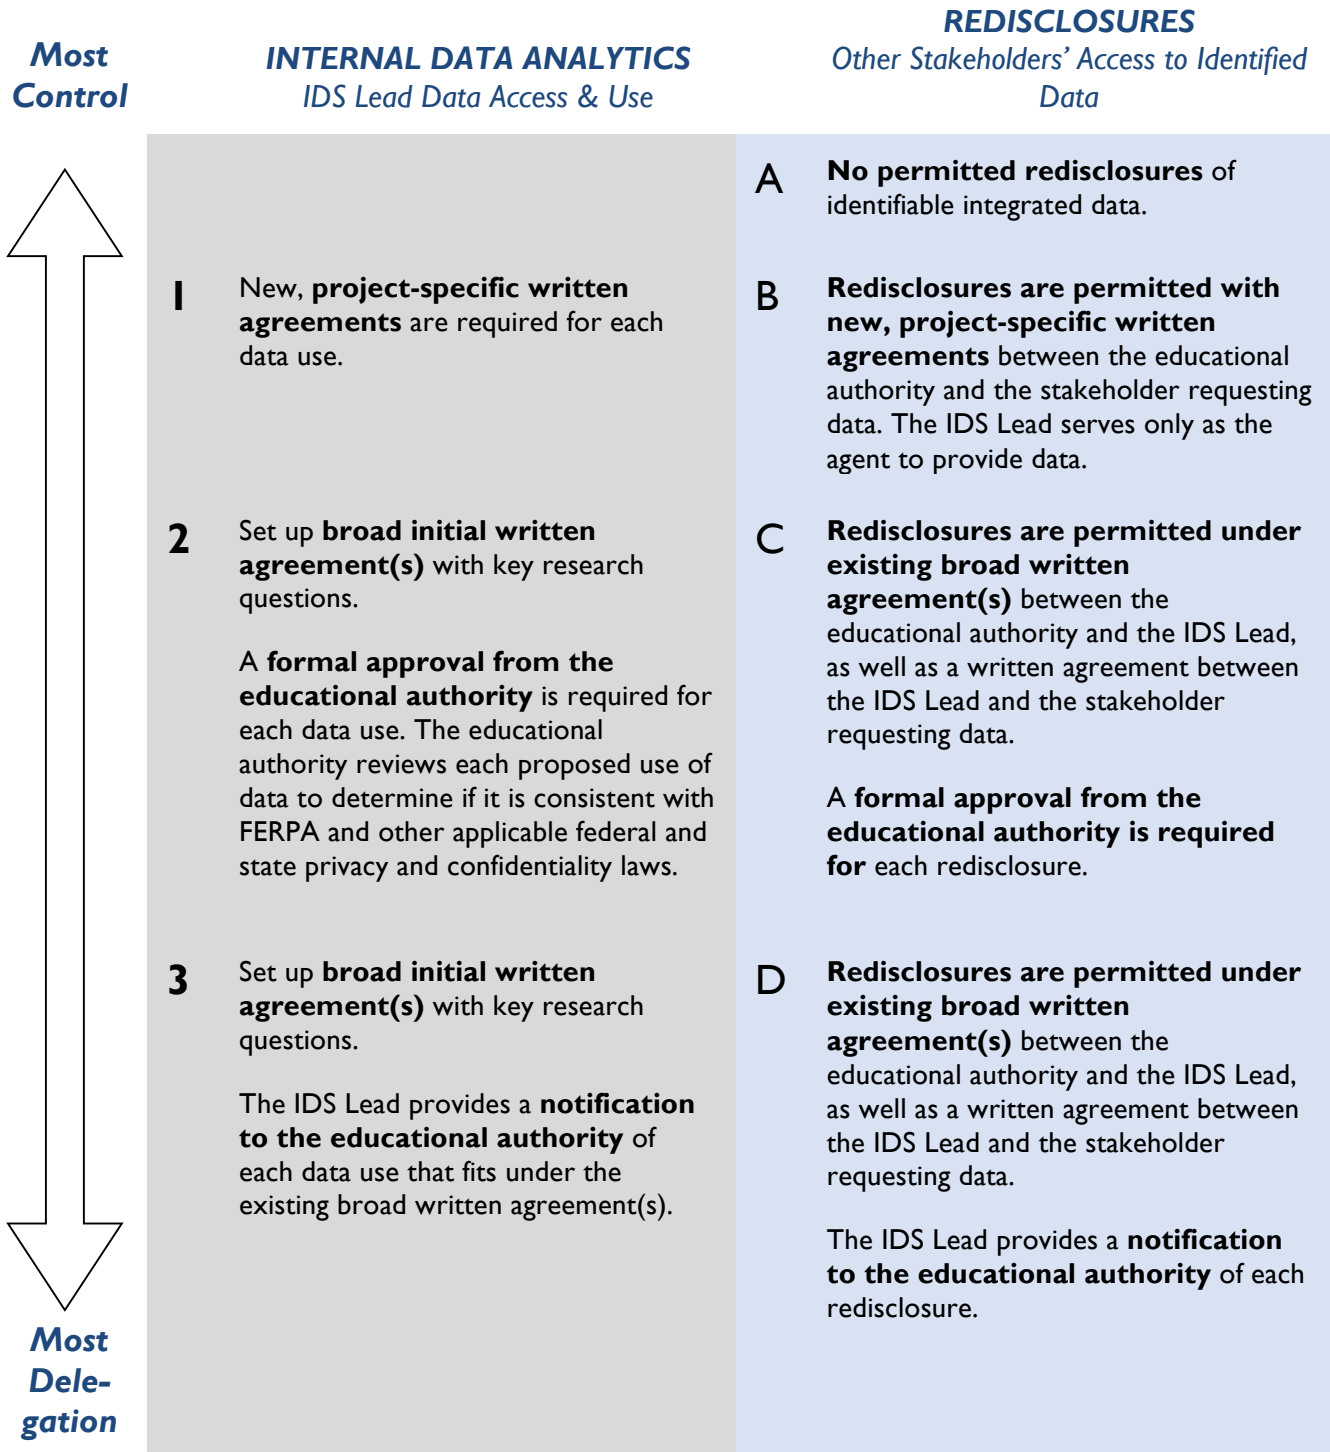 Most
Control
INTERNAL DATA ANALYTICS
IDS Lead Data Access & Use
REDISCLOSURES
Other Stakeholders’ Access to Identified
Data
A
No permitted redisclosures of
identifiable integrated data.
1
New, project-specific written
agreements are required for each
data use.
B
Redisclosures are permitted with
new, project-specific written
agreements between the educational
authority and the stakeholder requesting
data. The IDS Lead serves only as the
agent to provide data.
2
Set up broad initial written
agreement(s) with key research
questions.
A formal approval from the
educational authority is required for
each data use. The educational
authority reviews each proposed use of
data to determine if it is consistent with
FERPA and other applicable federal and
state privacy and confidentiality laws.
C
Redisclosures are permitted under
existing broad written
agreement(s) between the
educational authority and the IDS Lead,
as well as a written agreement between
the IDS Lead and the stakeholder
requesting data.
A formal approval from the
educational authority is required
for each redisclosure.
3
Set up broad initial written
agreement(s) with key research
questions.
The IDS Lead provides a notification
to the educational authority of
each data use that fits under the
existing broad written agreement(s).
D
Redisclosures are permitted under
existing broad written
agreement(s) between the
educational authority and the IDS Lead,
as well as a written agreement between
the IDS Lead and the stakeholder
requesting data.
The IDS Lead provides a notification
to the educational authority of each
redisclosure.
Most
Dele-
gation